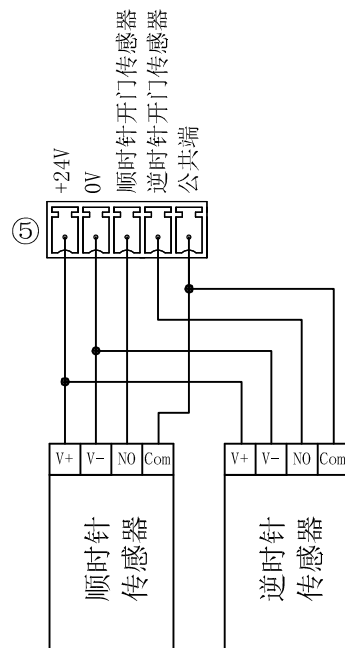 +24V
0V
顺时针开门传感器
逆时针开门传感器
公共端
⑤
V+
V-
NO
Com
V+
V-
NO
Com
顺时针
传感器
逆时针
传感器